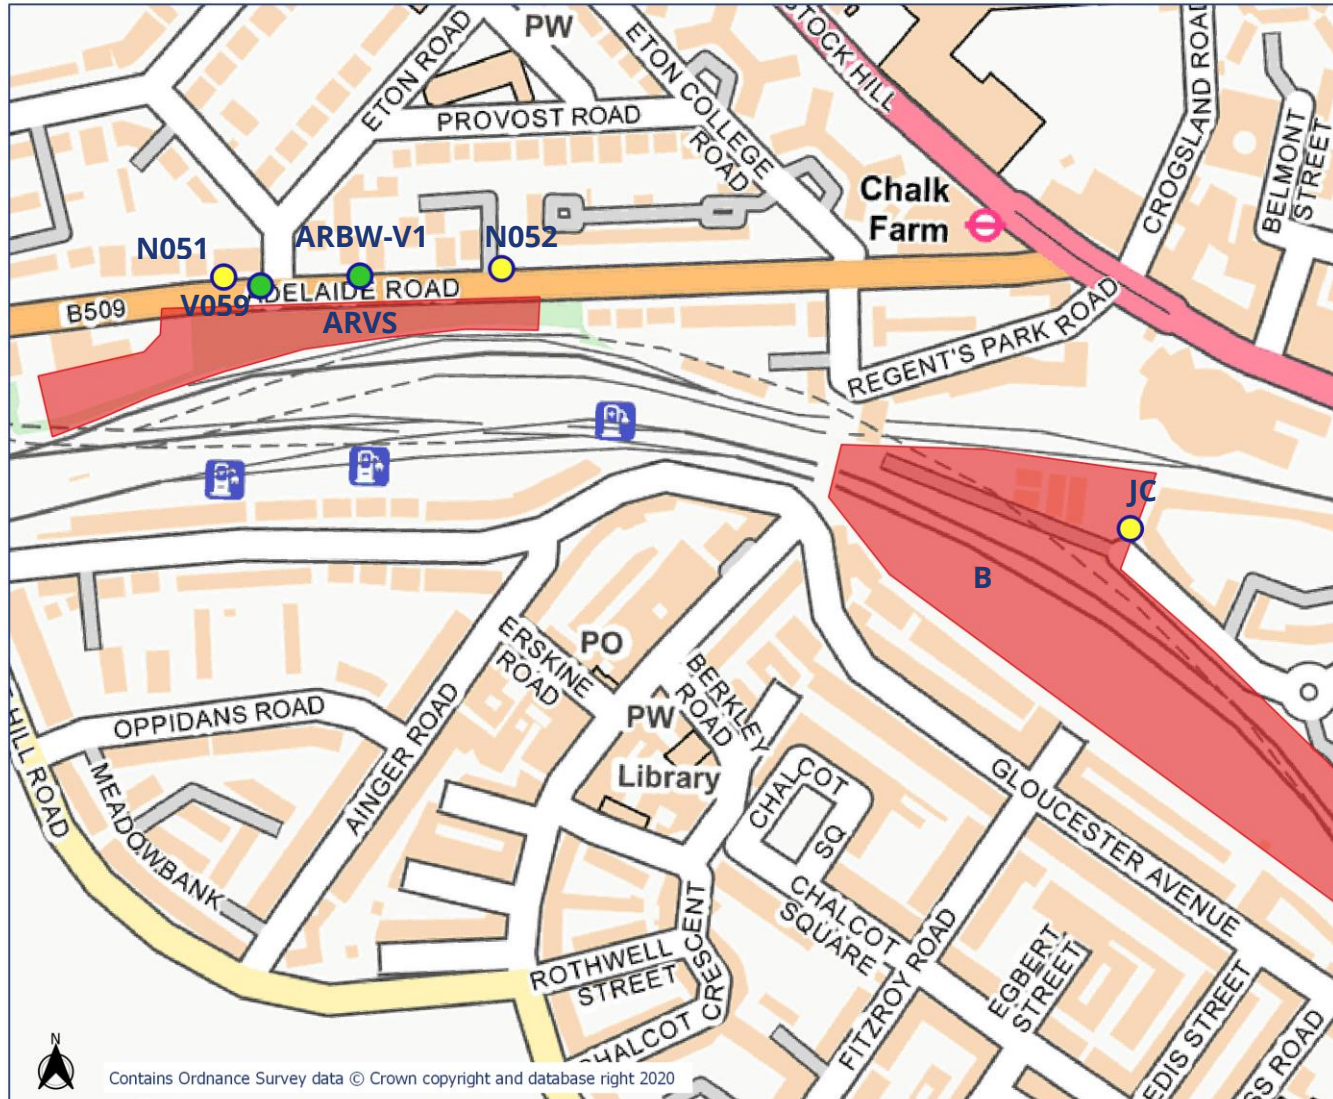 PW
ETON ROAD
PROVOST ROAD
ETON COLLEGE
ROAD
STOCK HILL
CROGSLAND ROAD
BELMONT
STREET
Chalk
Farm
N051
ARBW-V1
N052
V059
ADELAIDE ROAD
B509
ARVS
REGENT'S PARK ROAD
JC
B
PO
ERSKINE
ROAD
PW
BERKLEY
ROAD
Library
OPPIDANS ROAD
HILL ROAD
MEADOWBANK
AINGER ROAD
CHALCOT
SQ
GLOUCESTER AVENUE
CHALCOT
SQUARE
FITZROY ROAD
EGBERT
STREET
ROTHWELL
STREET
CHALCOT CRESCENT
EDIS STREET
SS ROAD
N
Contains Ordnance Survey data © Crown copyright and database right 2020